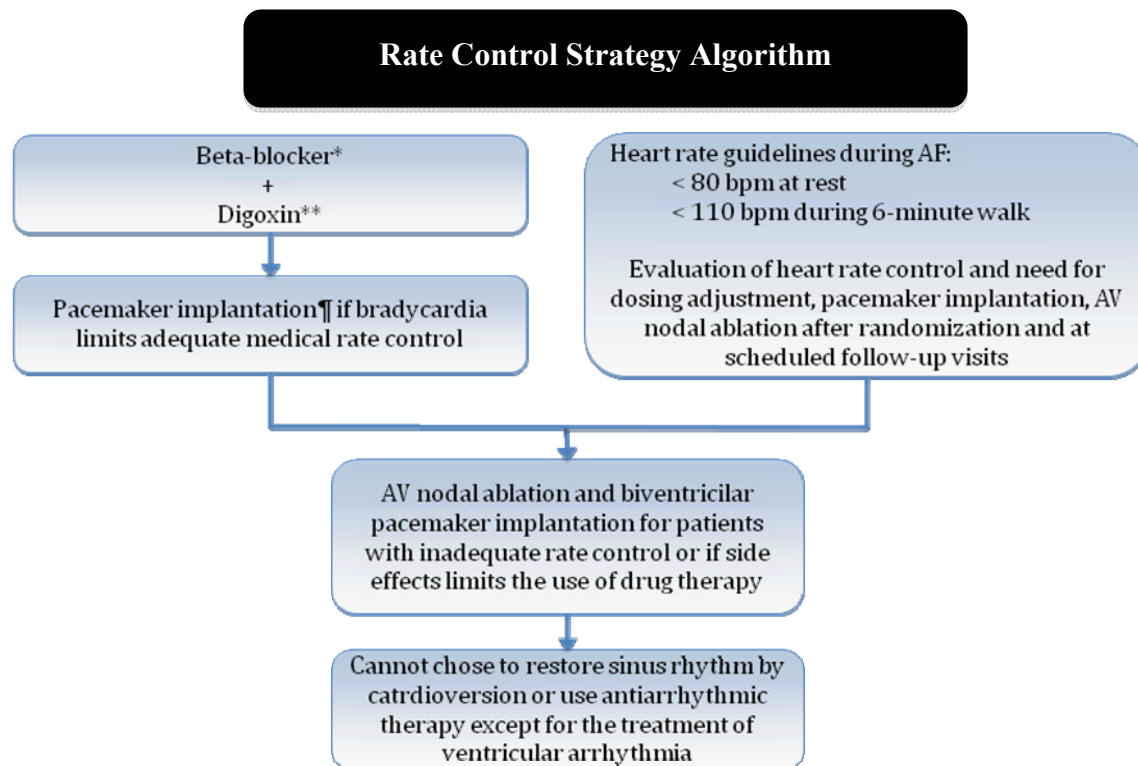 Rate Control Strategy Algorithm
Beta-blocker*
+
Digoxin**
Pacemaker implantation¶ if bradycardia
limits adequate medical rate control
Heart rate guidelines during AF:
< 80 bpm at rest
< 110 bpm during 6-minute walk
Evaluation of heart rate control and need for
dosing adjustment, pacemaker implantation, AV
nodal ablation after randomization and at
scheduled follow-up visits
AV nodal ablation and biventricilar
pacemaker implantation for patients
with inadequate rate control or if side
effects limits the use of drug therapy
Cannot chose to restore sinus rhythm by
catrdioversion or use antiarrhythmic
therapy except for the treatment of
ventricular arrhythmia